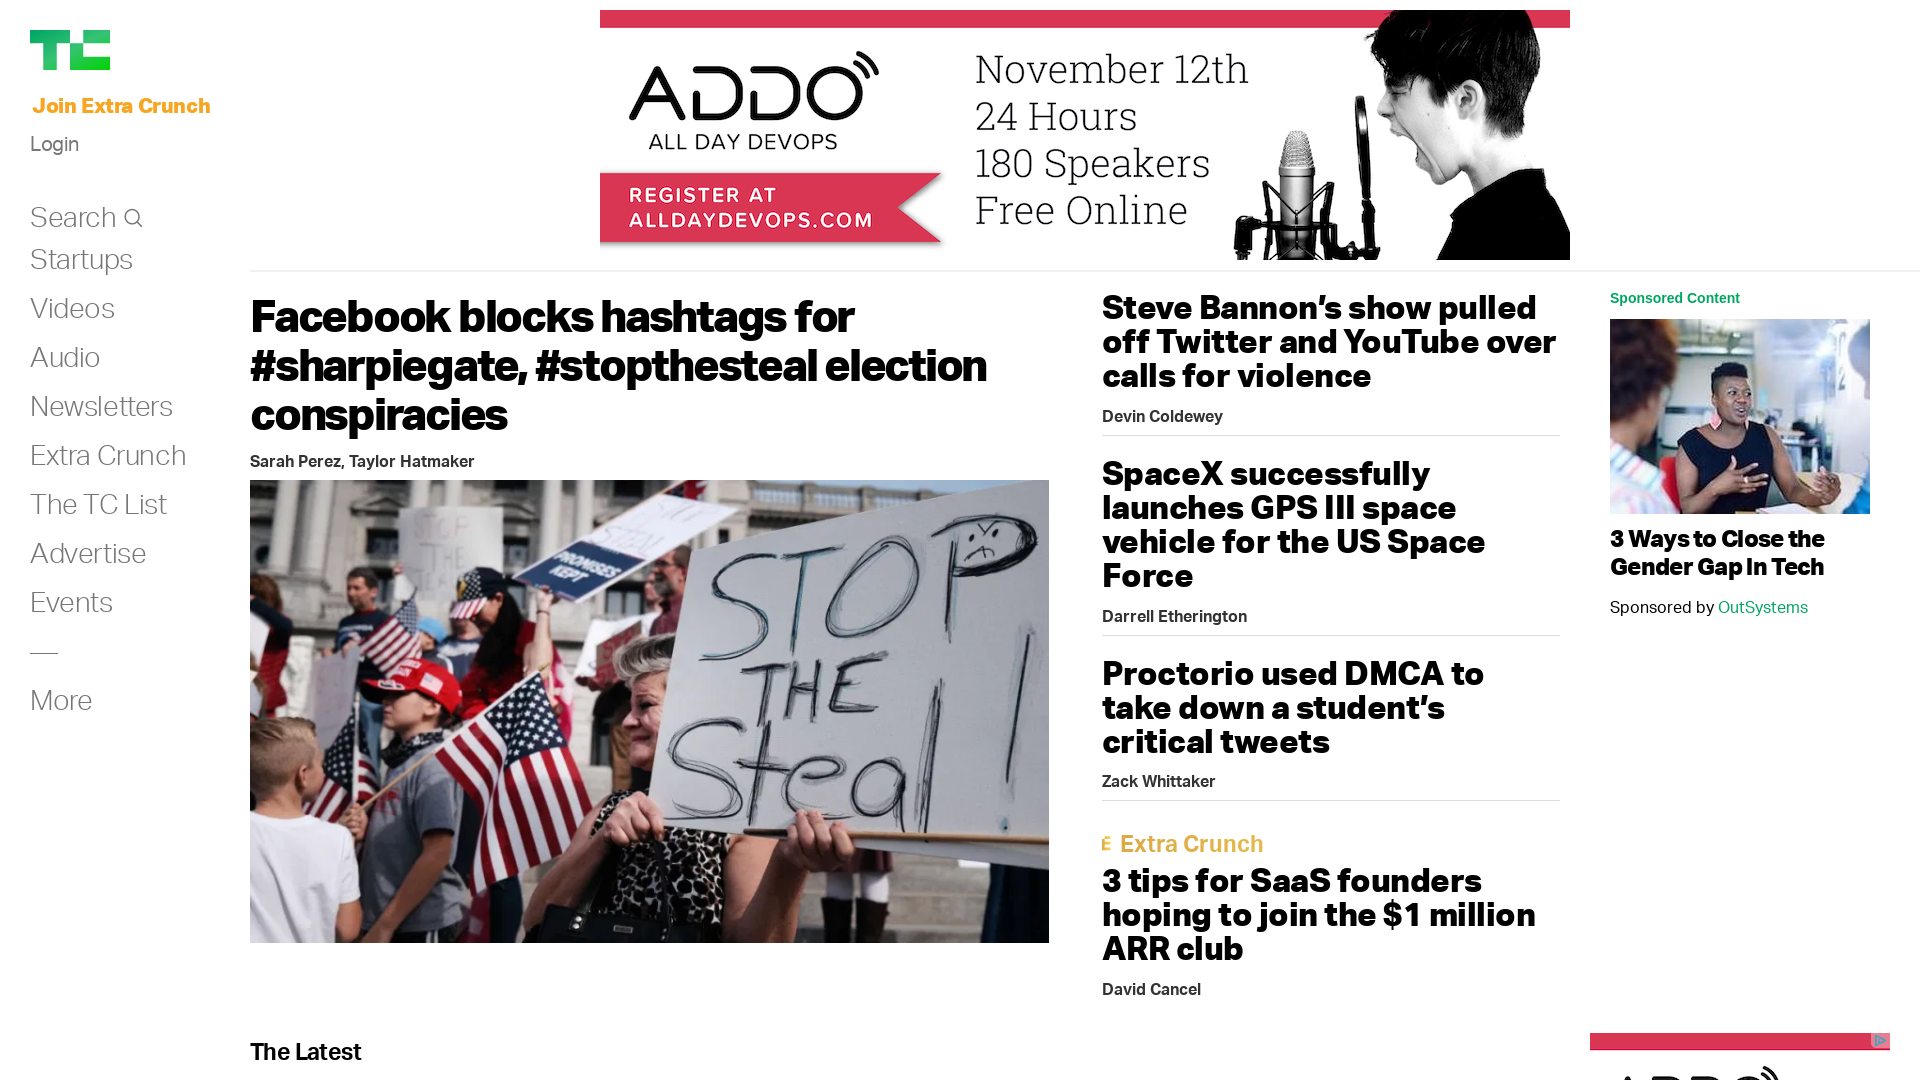 TC
Join Extra Crunch
Login
Search
Startups
Videos
Audio
Newsletters
Extra Crunch
The TC List
Advertise
Events
More
ADDO
ALL DAY DEVOPS
REGISTER AT
ALLDAYDEVOPS.COM
November 12th
24 Hours
180 Speakers
Free Online
Facebook blocks hashtags for
#sharpiegate, #stopthesteal election
conspiracies
Sarah Perez, Taylor Hatmaker
STOP
THE
STEAL
PROMISES
KEPT
STOP
THE
Steal!
Steve Bannon’s show pulled
off Twitter and YouTube over
calls for violence
Devin Coldewey
SpaceX successfully
launches GPS III space
vehicle for the US Space
Force
Darrell Etherington
Proctorio used DMCA to
take down a student’s
critical tweets
Zack Whittaker
Extra Crunch
3 tips for SaaS founders
hoping to join the $1 million
ARR club
David Cancel
Sponsored Content
3 Ways to Close the
Gender Gap In Tech
Sponsored by OutSystems
The Latest